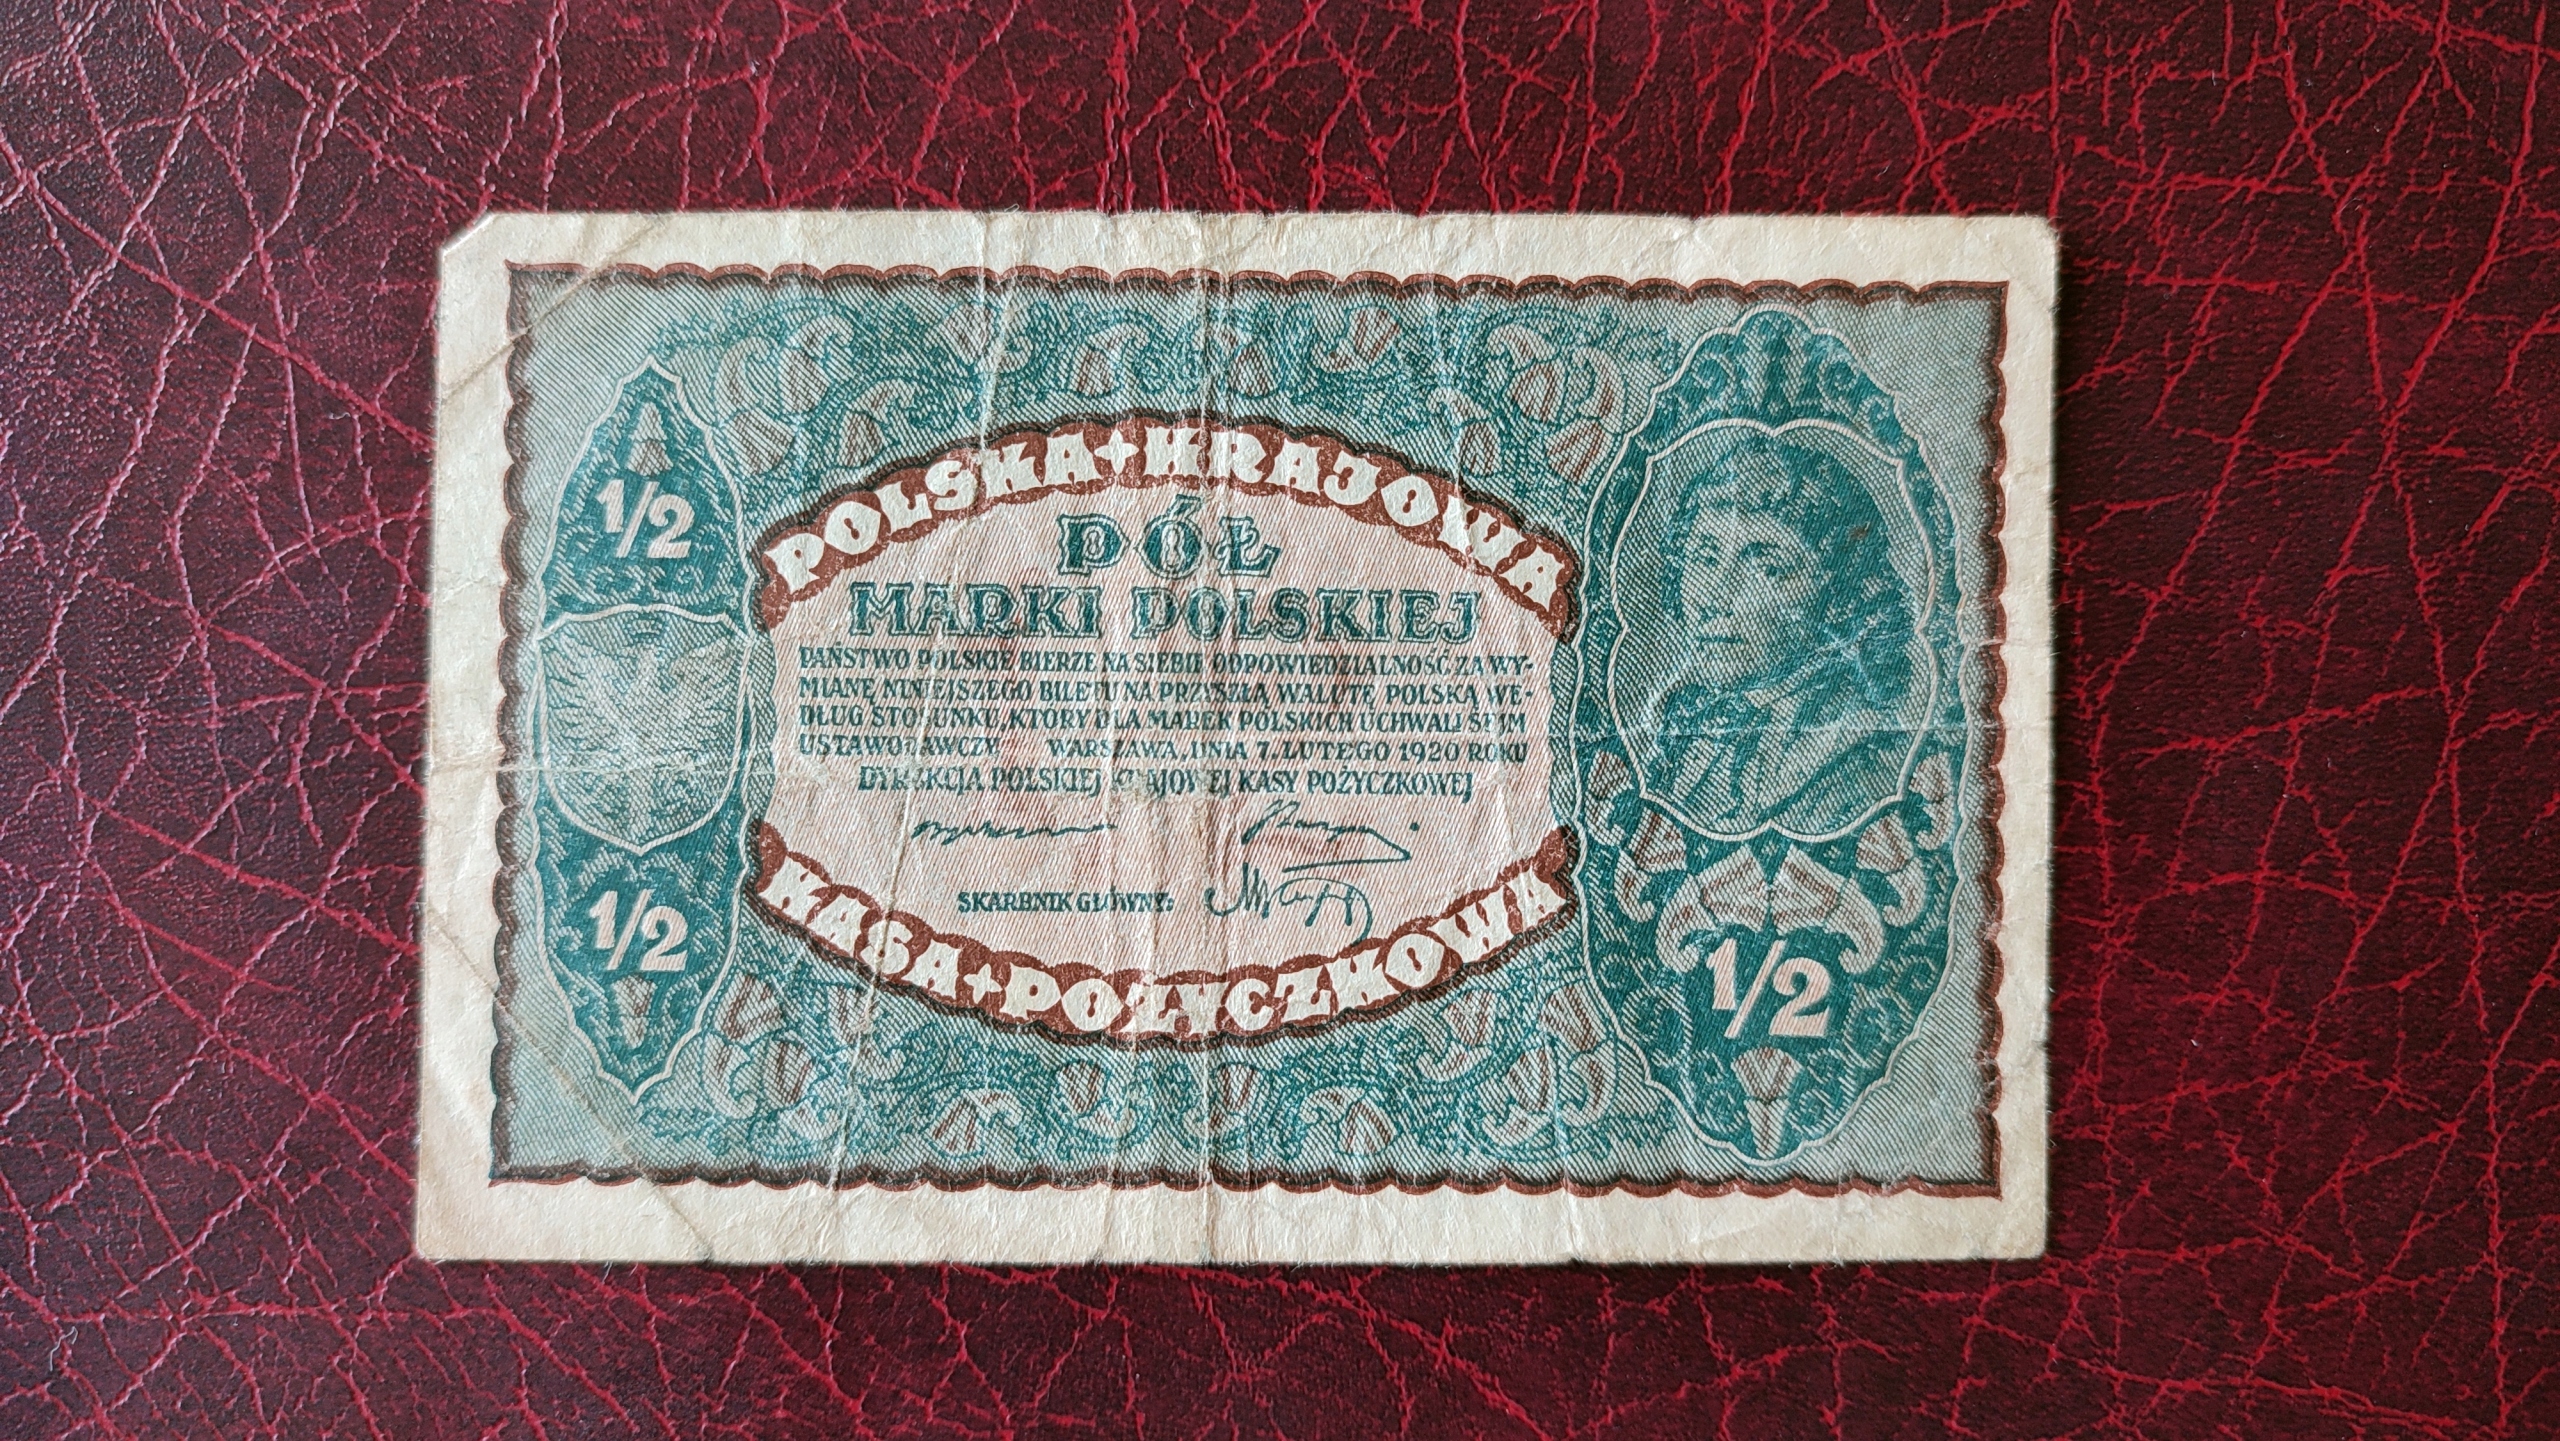 POLSKA + KRAJOWA
PÓŁ
MARKI POLSKIEJ
PAŃSTWO POLSKIE BIERZE NA SIEBIE ODPOWIEDZIALNOŚĆ ZA WY-
MIANĘ NINIEJSZEGO BILETU NA PRZYSZŁĄ WALUTĘ POLSKĄ WE-
DŁUG STOSUNKU, KTÓRY DLA MAREK POLSKICH UCHWALI SEJM
USTAWODAWCZY WARSZAWA, DNIA 7. LUTEGO 1920 ROKU
DYREKCJA POLSKIEJ KRAJOWEJ KASY POŻYCZKOWEJ
SKARBNIK GŁÓWNY:
KASA + POŻYCZKOWA
1/2
1/2
1/2